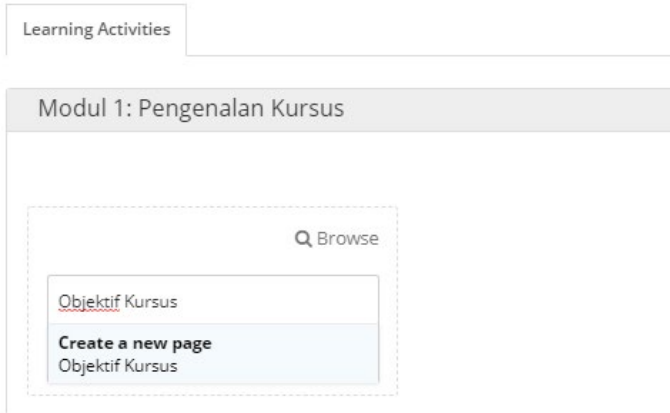 Learning Activities
Modul 1: Pengenalan Kursus
Browse
Objektif Kursus
Create a new page
Objektif Kursus